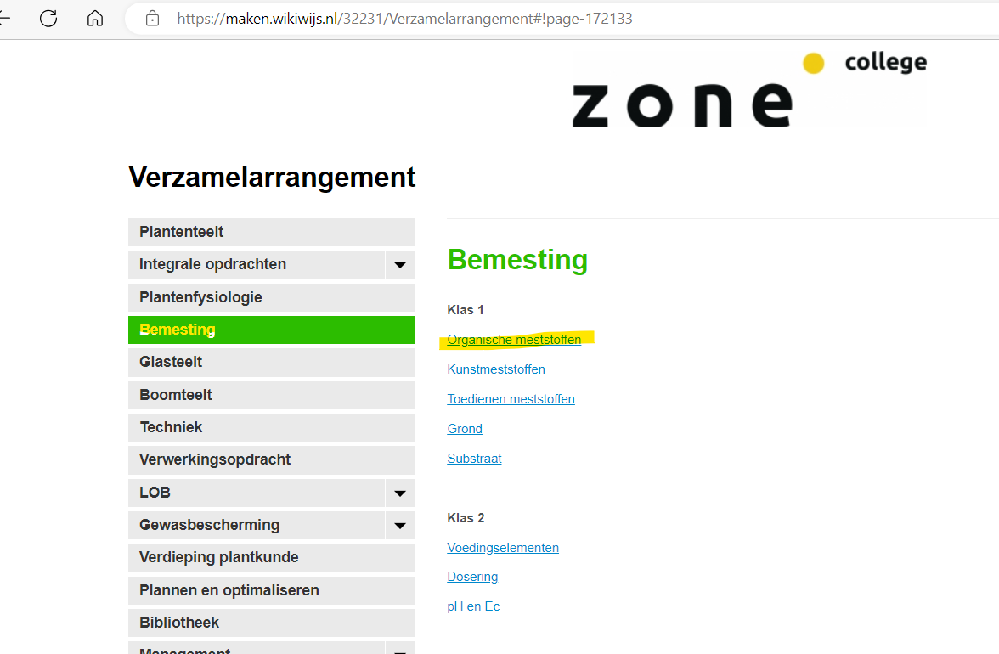 https://maken.wikiwijs.nl/32231/Verzamelarrangement#!page-172133
college
zone
Verzamelarrangement
Plantenteelt
Integrale opdrachten
Plantenfysiologie
Bemesting
Glasteelt
Boomteelt
Techniek
Verwerkingsopdracht
LOB
Gewasbescherming
Verdieping plantkunde
Plannen en optimaliseren
Bibliotheek
Management
Bemesting
Klas 1
Organische meststoffen
Kunstmeststoffen
Toedienen meststoffen
Grond
Substraat
Klas 2
Voedingselementen
Dosering
pH en Ec